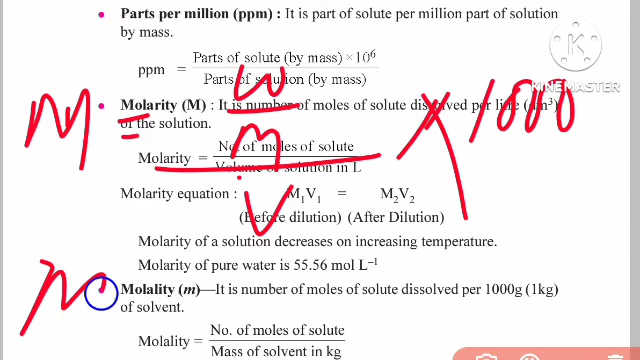 • Parts per million (ppm) : It is part of solute per million part of solution
by mass.
ppm = Parts of solute (by mass) × 10⁶
Parts of solution (by mass)
• Molarity (M) : It is number of moles of solute dissolved per litre (dm³)
of the solution.
Molarity = No. of moles of solute
Volume of solution in L
Molarity equation : M₁V₁ = M₂V₂
(Before dilution) (After Dilution)
Molarity of a solution decreases on increasing temperature.
Molarity of pure water is 55.56 mol L⁻¹
• Molality (m)—It is number of moles of solute dissolved per 1000g (1kg)
of solvent.
Molality = No. of moles of solute
Mass of solvent in kg
M = w
m
V
× 1000
m
K
KINEMASTER